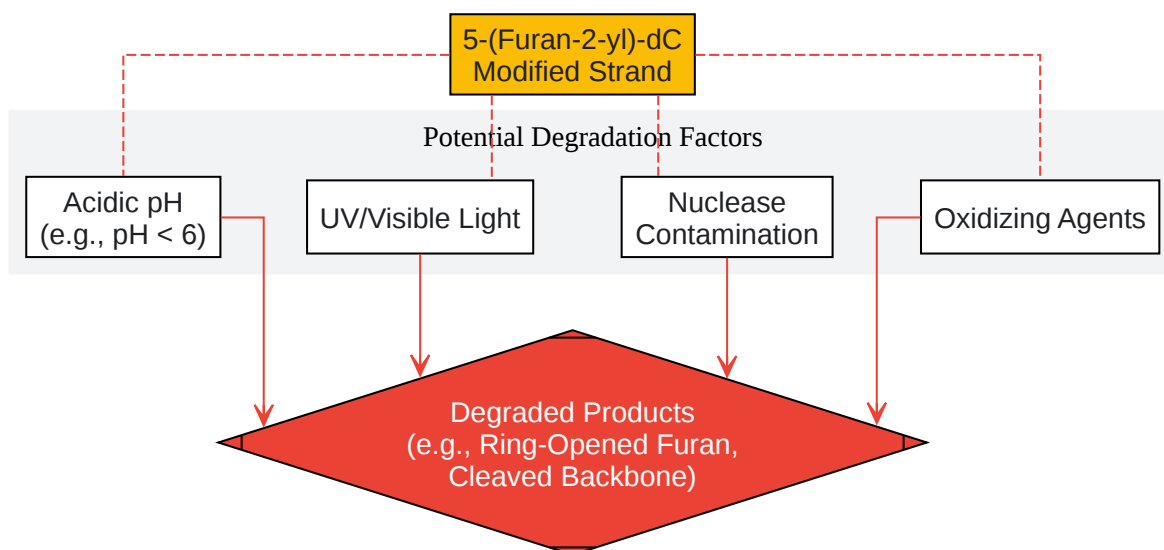 5-(Furan-2-yl)-dC
Modified Strand
Potential Degradation Factors
Acidic pH
(e.g., pH < 6)
UV/Visible Light
Nuclease
Contamination
Oxidizing Agents
Degraded Products
(e.g., Ring-Opened Furan,
Cleaved Backbone)